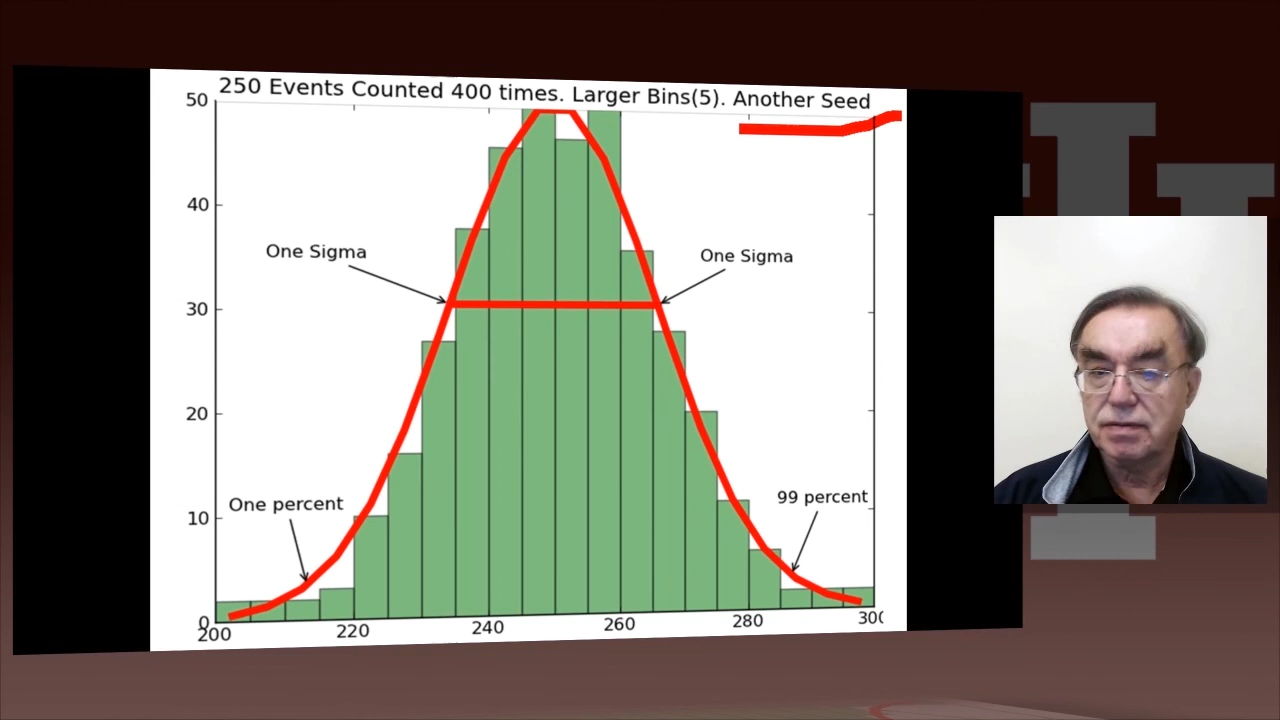 250 Events Counted 400 times. Larger Bins(5). Another Seed
50
40
One Sigma
One Sigma
30
20
One percent
99 percent
10
0
200
220
240
260
280
300